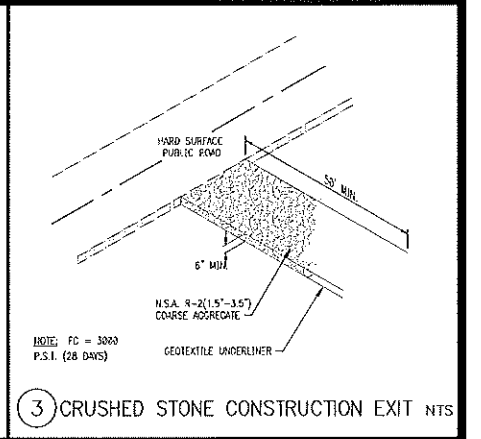 HARD SURFACE
PUBLIC ROAD
50' MIN.
6" MIN.
N.S.A. R-2(1.5"-3.5")
COARSE AGGREGATE
GEOTEXTILE UNDERLINER
NOTE: FC = 3000
P.S.I. (28 DAYS)
3 CRUSHED STONE CONSTRUCTION EXIT NTS